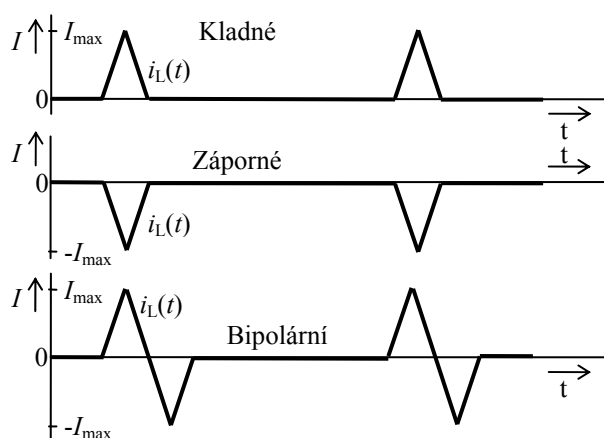 I
I_max
Kladné
i_L(t)
0
t
I
t
0
Záporné
i_L(t)
-I_max
I
I_max
i_L(t)
Bipolární
0
t
-I_max